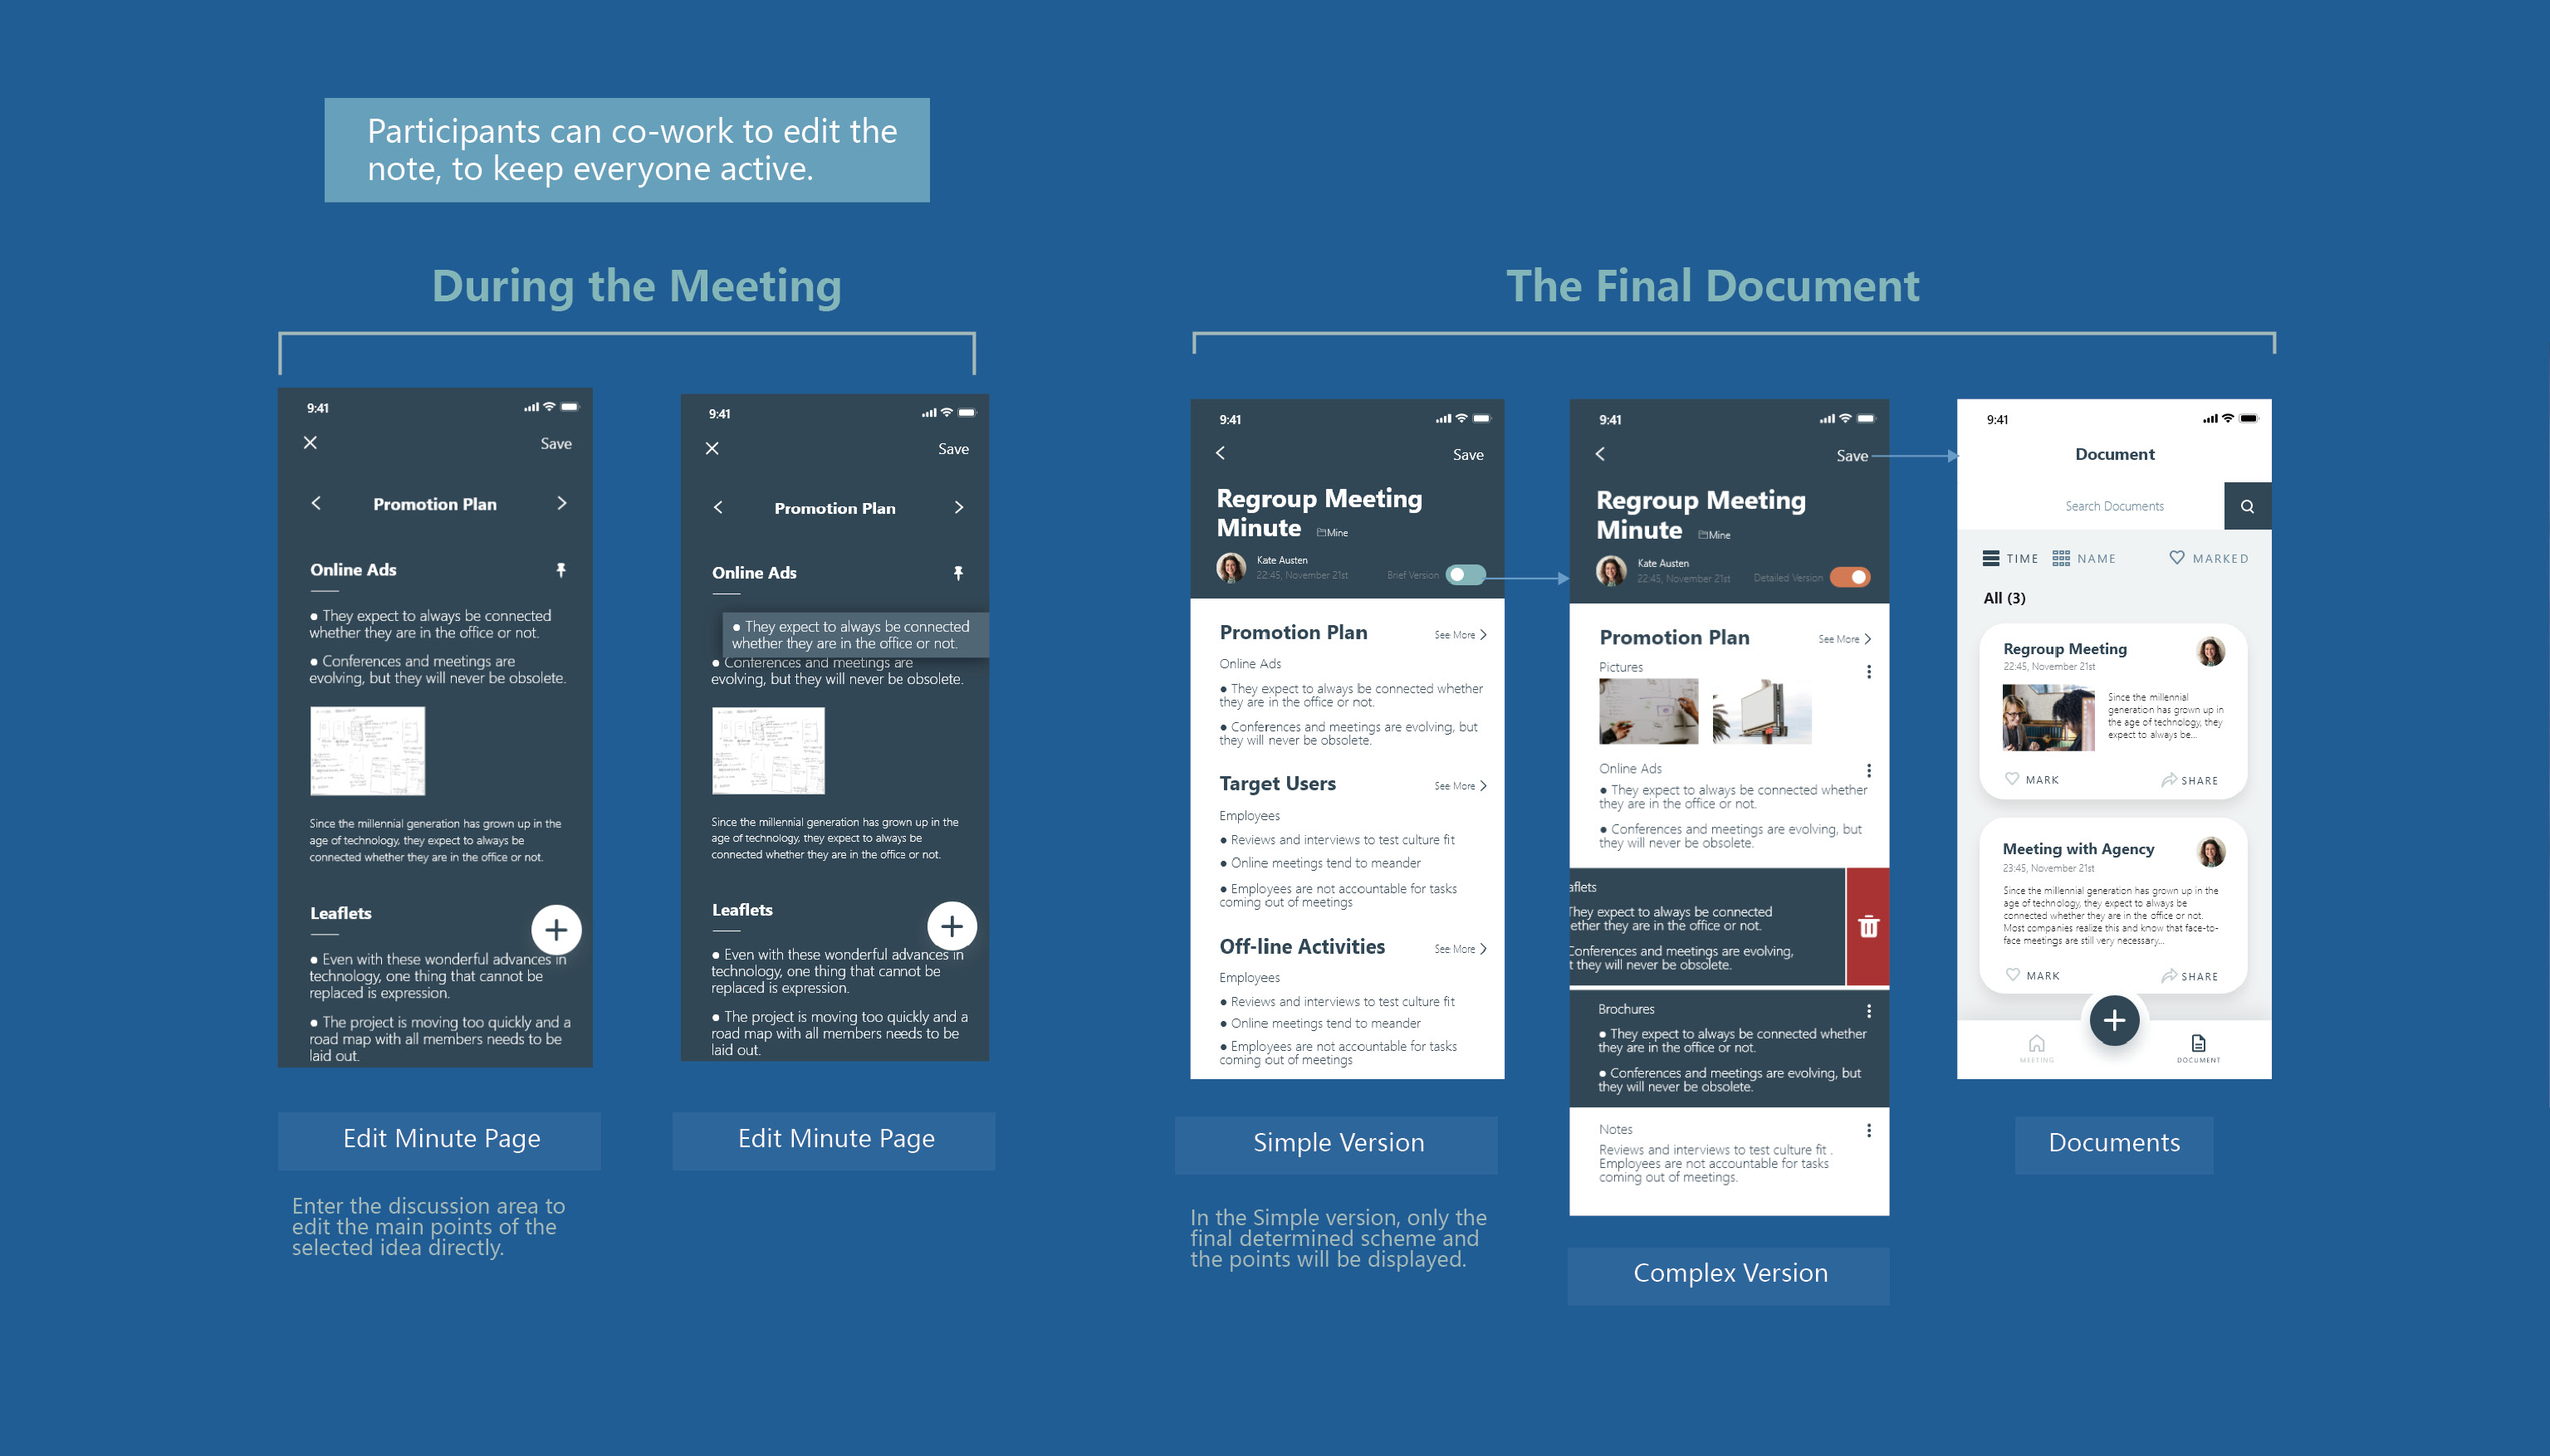 Participants can co-work to edit the
note, to keep everyone active.
During the Meeting
9:41
Save
Promotion Plan
Online Ads
● They expect to always be connected
whether they are in the office or not.
● Conferences and meetings are
evolving, but they will never be obsolete.
Since the millennial generation has grown up in the
age of technology, they expect to always be
connected whether they are in the office or not.
Leaflets
● Even with these wonderful advances in
technology, one thing that cannot be
replaced is expression.
● The project is moving too quickly and a
road map with all members needs to be
laid out.
Edit Minute Page
Enter the discussion area to
edit the main points of the
selected idea directly.
9:41
Save
Promotion Plan
Online Ads
● They expect to always be connected
whether they are in the office or not.
● Conferences and meetings are
evolving, but they will never be obsolete.
Since the millennial generation has grown up in the
age of technology, they expect to always be
connected whether they are in the office or not.
Leaflets
● Even with these wonderful advances in
technology, one thing that cannot be
replaced is expression.
● The project is moving too quickly and a
road map with all members needs to be
laid out.
Edit Minute Page
The Final Document
9:41
Save
Regroup Meeting
Minute Mine
Kate Austen
22:45, November 21st Brief Version
Promotion Plan See More
Online Ads
● They expect to always be connected whether
they are in the office or not.
● Conferences and meetings are evolving, but
they will never be obsolete.
Target Users See More
Employees
● Reviews and interviews to test culture fit
● Online meetings tend to meander
● Employees are not accountable for tasks
coming out of meetings
Off-line Activities See More
Employees
● Reviews and interviews to test culture fit
● Online meetings tend to meander
● Employees are not accountable for tasks
coming out of meetings
Simple Version
In the Simple version, only the
final determined scheme and
the points will be displayed.
9:41
Save
Regroup Meeting
Minute Mine
Kate Austen
22:45, November 21st Detailed Version
Promotion Plan See More
Pictures
Online Ads
● They expect to always be connected whether
they are in the office or not.
● Conferences and meetings are evolving, but
they will never be obsolete.
aflets
They expect to always be connected
ether they are in the office or not.
Conferences and meetings are evolving,
t they will never be obsolete.
Brochures
● They expect to always be connected whether
they are in the office or not.
● Conferences and meetings are evolving, but
they will never be obsolete.
Notes
Reviews and interviews to test culture fit .
Employees are not accountable for tasks
coming out of meetings.
Complex Version
9:41
Document
Search Documents
TIME NAME MARKED
All (3)
Regroup Meeting
22:45, November 21st
Since the millennial
generation has grown up in
the age of technology, they
expect to always be...
MARK SHARE
Meeting with Agency
23:45, November 21st
Since the millennial generation has grown up in the
age of technology, they expect to always be
connected whether they are in the office or not.
Most companies realize this and know that face-to-
face meetings are still very necessary...
MARK SHARE
MEETING DOCUMENT
Documents